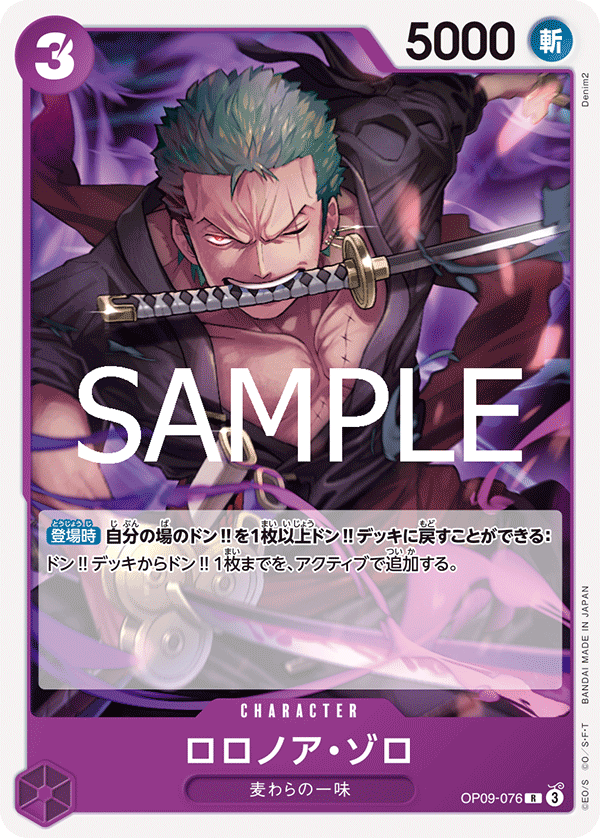 3
5000 斬
Denim2
SAMPLE
登場時 自分の場のドン!!を1枚以上ドン!!デッキに戻すことができる:
ドン!!デッキからドン!!1枚までを、アクティブで追加する。
CHARACTER
ロロノア・ゾロ
麦わらの一味
OP09-076 R 3
©E.O/S. ©O/S・F・T BANDAI MADE IN JAPAN